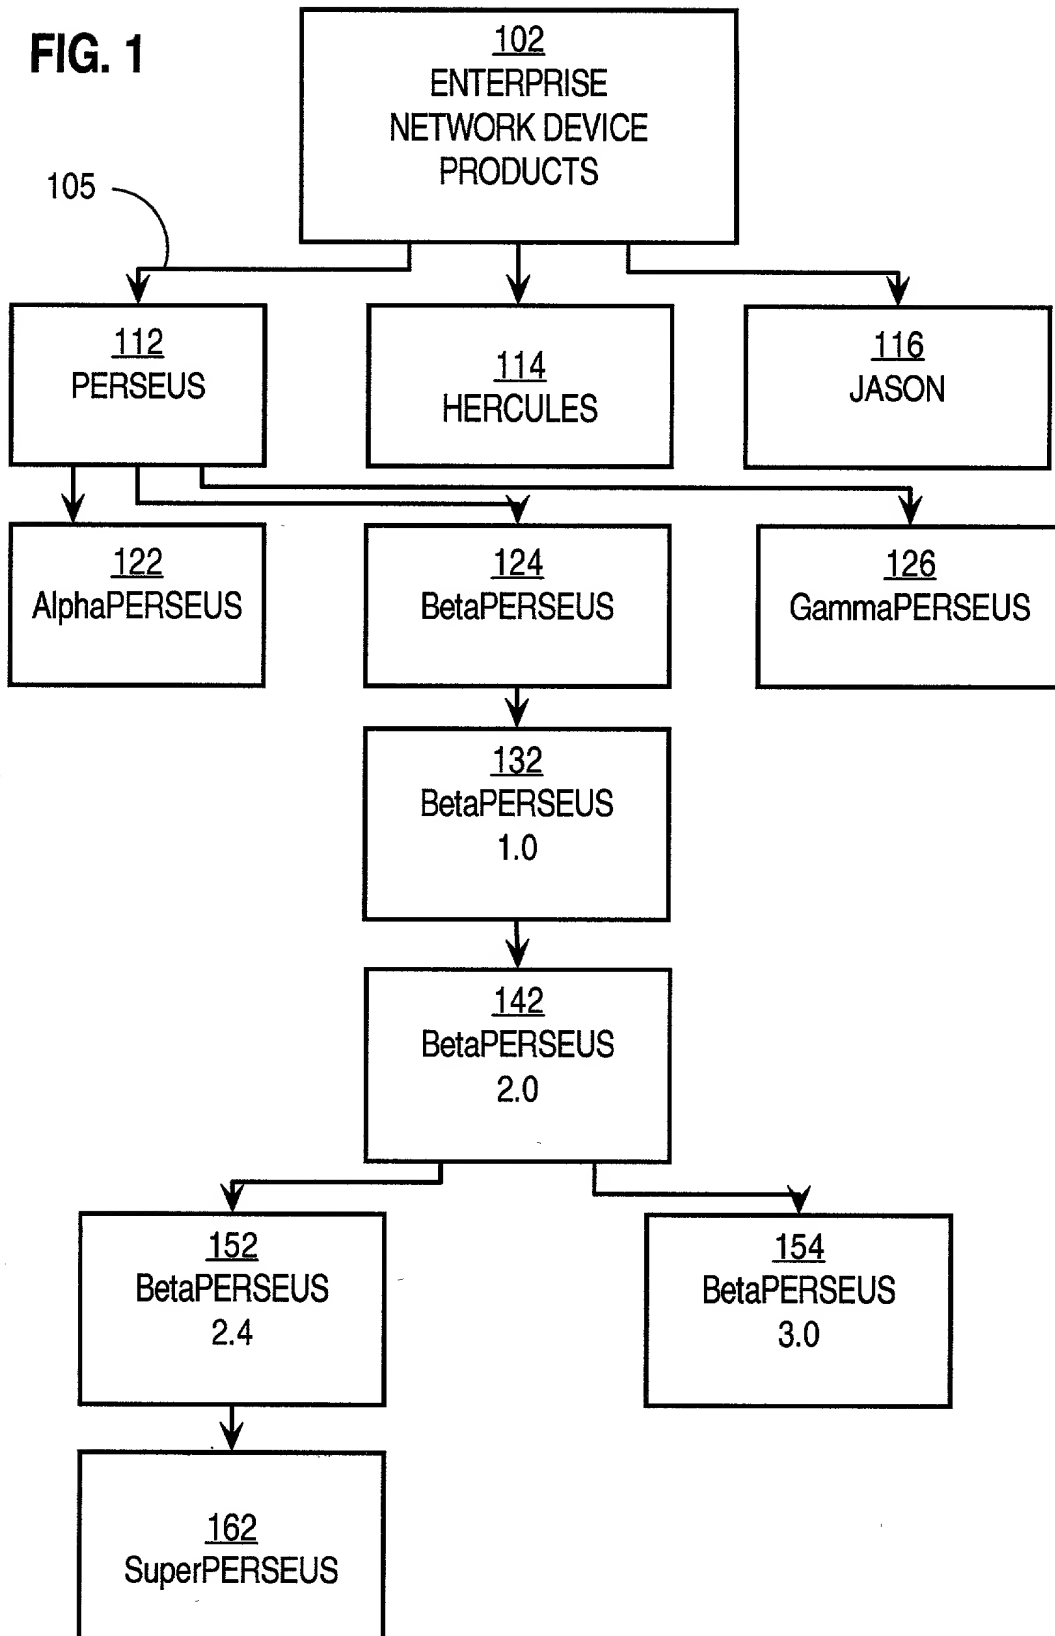 FIG. 1
102
ENTERPRISE
NETWORK DEVICE
PRODUCTS
105
112
PERSEUS
114
HERCULES
116
JASON
122
AlphaPERSEUS
124
BetaPERSEUS
126
GammaPERSEUS
132
BetaPERSEUS
1.0
142
BetaPERSEUS
2.0
152
BetaPERSEUS
2.4
154
BetaPERSEUS
3.0
162
SuperPERSEUS